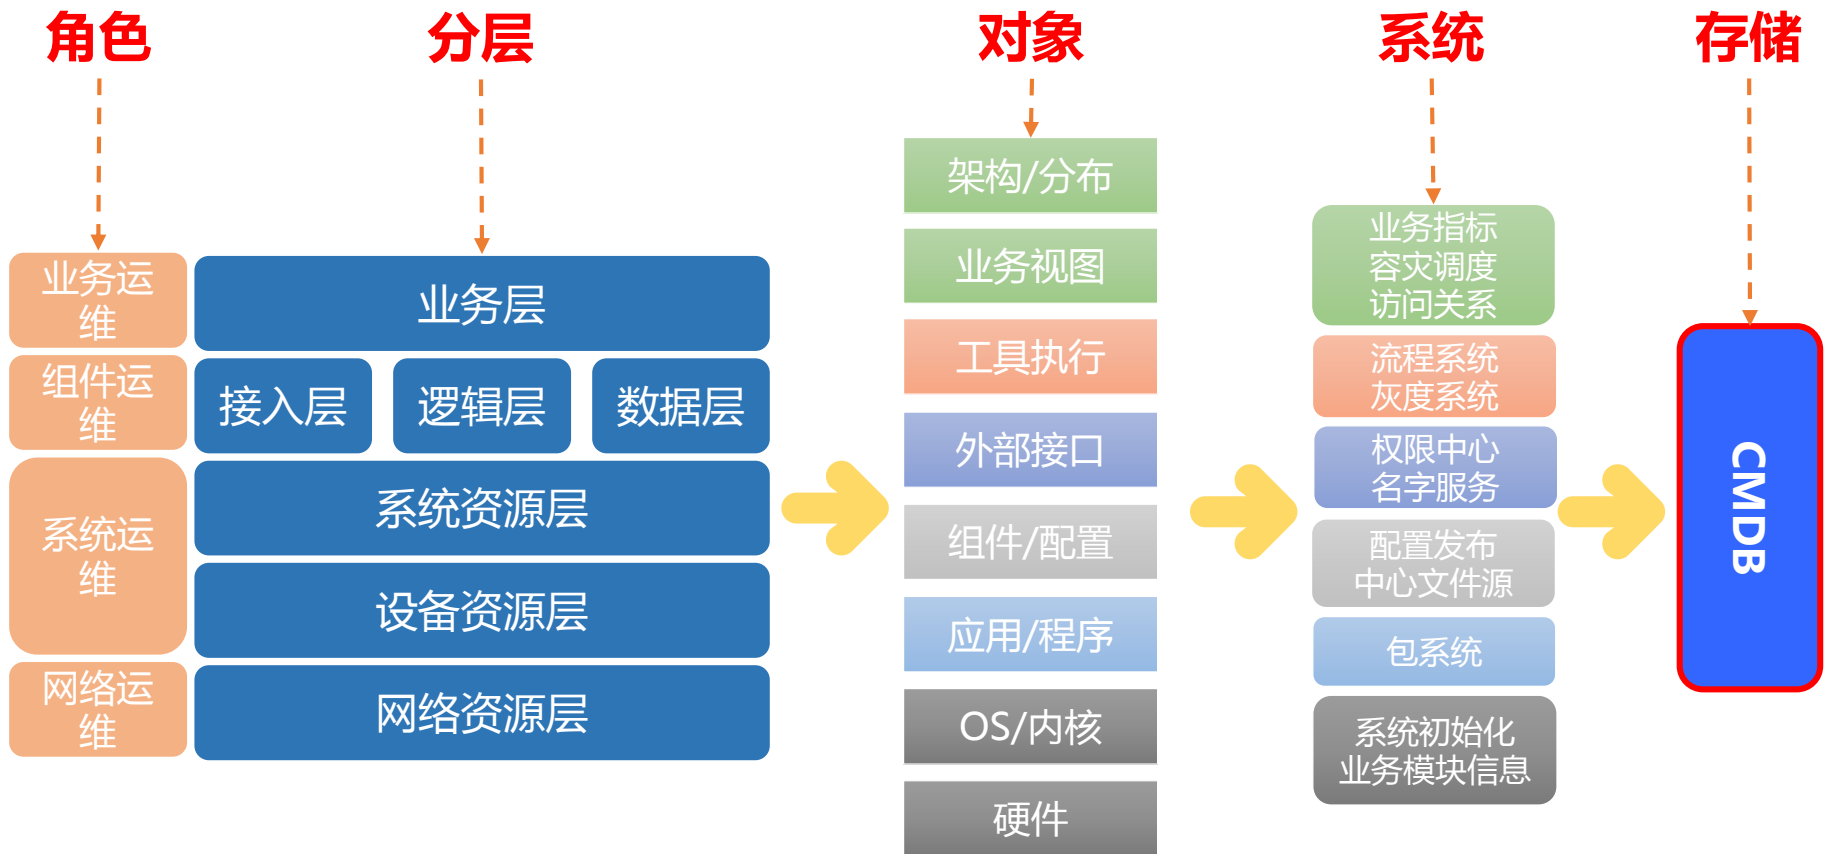 角色
分层
对象
系统
存储
业务运
维
组件运
维
系统运
维
网络运
维
业务层
接入层
逻辑层
数据层
系统资源层
设备资源层
网络资源层
架构/分布
业务视图
工具执行
外部接口
组件/配置
应用/程序
OS/内核
硬件
业务指标
容灾调度
访问关系
流程系统
灰度系统
权限中心
名字服务
配置发布
中心文件源
包系统
系统初始化
业务模块信息
CMDB